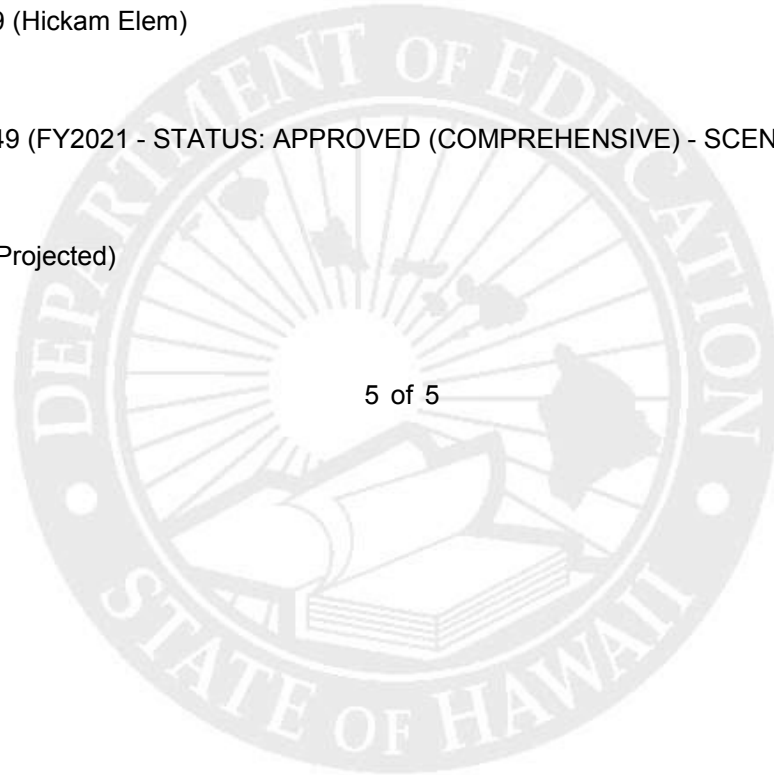 9 (Hickam Elem)
49 (FY2021 - STATUS: APPROVED (COMPREHENSIVE) - SCEN
Projected)
5 of 5
DEPARTMENT OF EDUCATION
STATE OF HAWAII